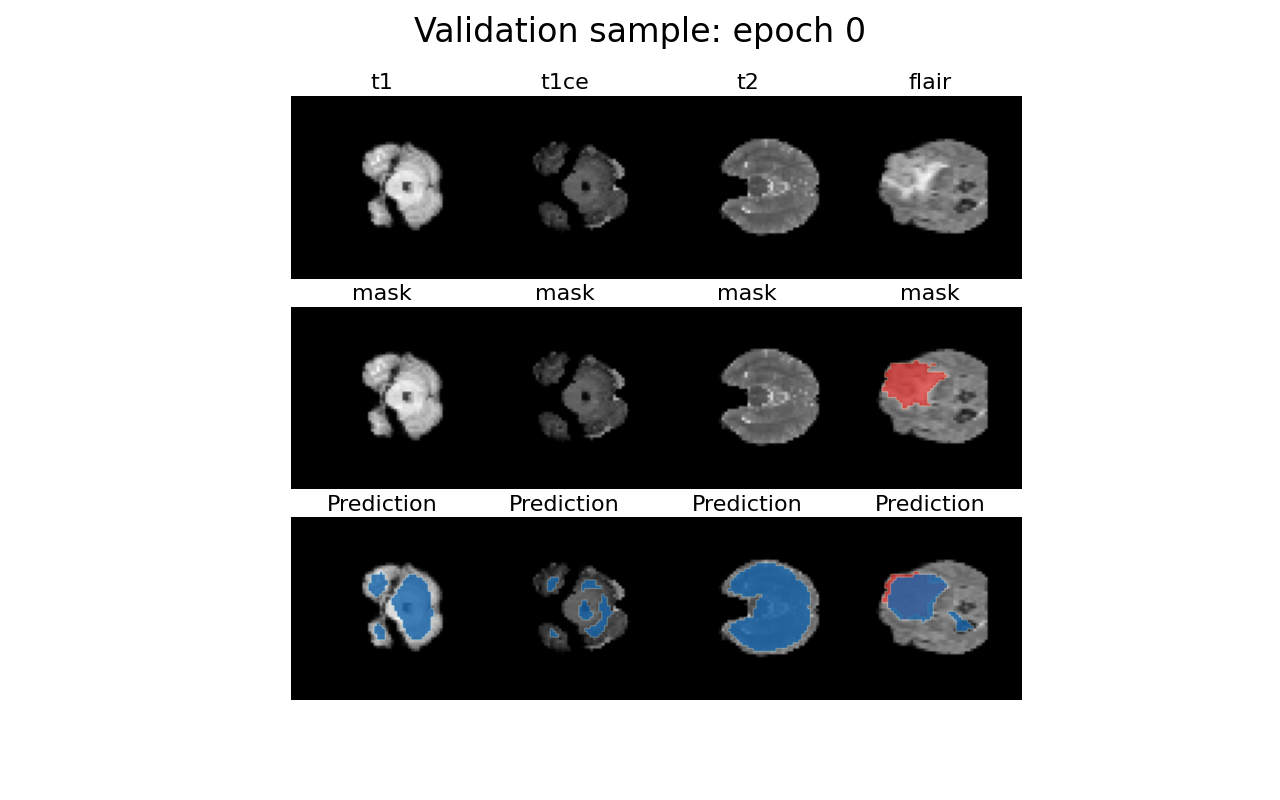 Validation sample: epoch 0
t1 t1ce t2 flair
mask mask mask mask
Prediction Prediction Prediction Prediction